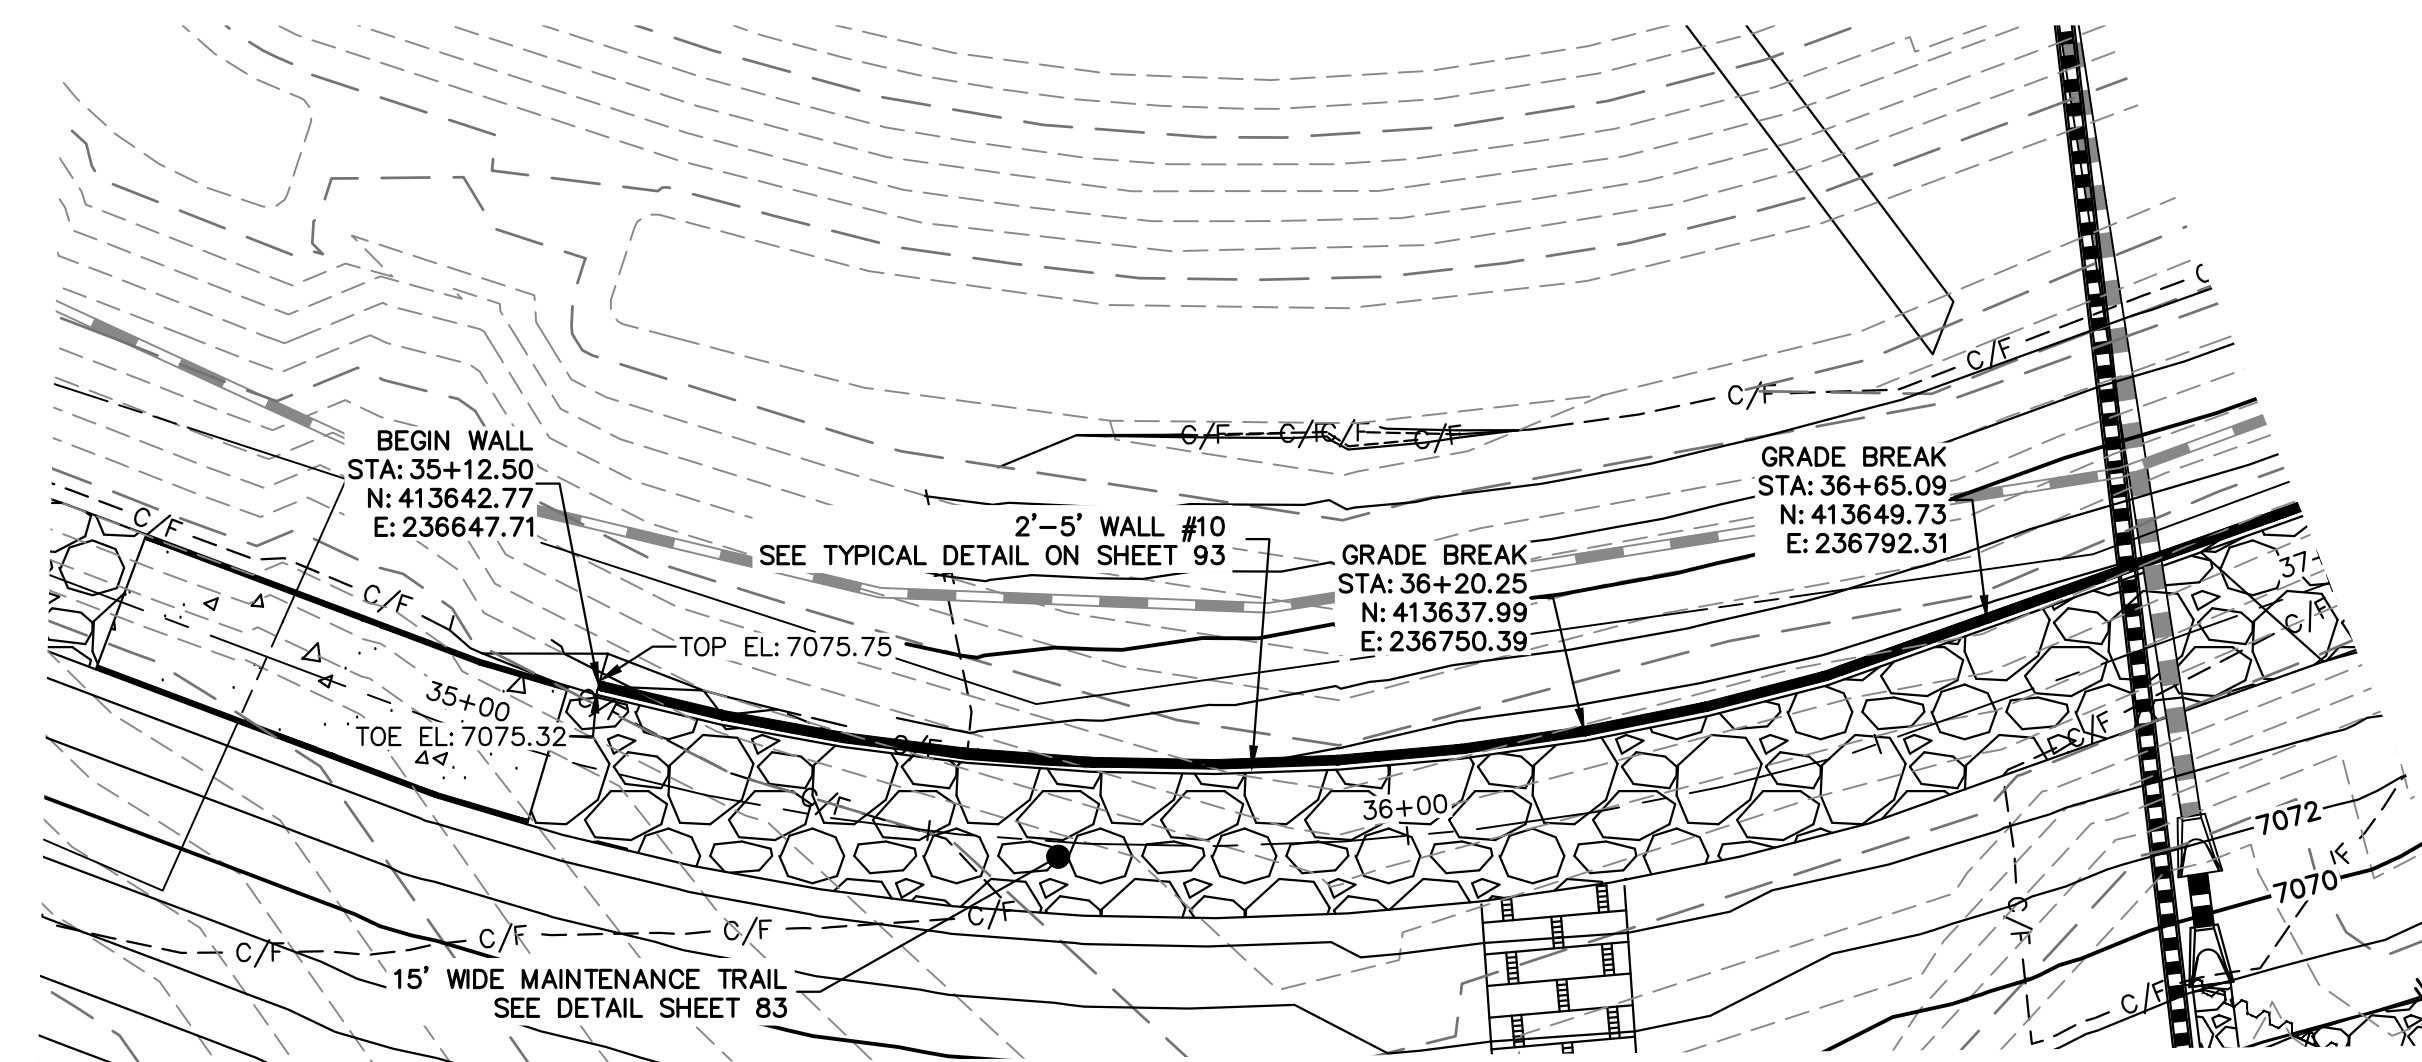 C
C/F
C/F
C/F
C/F
C/F
C/F
BEGIN WALL
STA: 35+12.50
N: 413642.77
E: 236647.71
GRADE BREAK
STA: 36+65.09
N: 413649.73
E: 236792.31
C/F
2'-5' WALL #10
SEE TYPICAL DETAIL ON SHEET 93
GRADE BREAK
STA: 36+20.25
N: 413637.99
E: 236750.39
37+
C/F
C/F
TOP EL: 7075.75
35+00
C/F
TOE EL: 7075.32
C/F
C/F
C/F
36+00
7072
/F
7070
C/F
C/F
C/F
C/F
C/F
C/F
15' WIDE MAINTENANCE TRAIL
SEE DETAIL SHEET 83
C/F